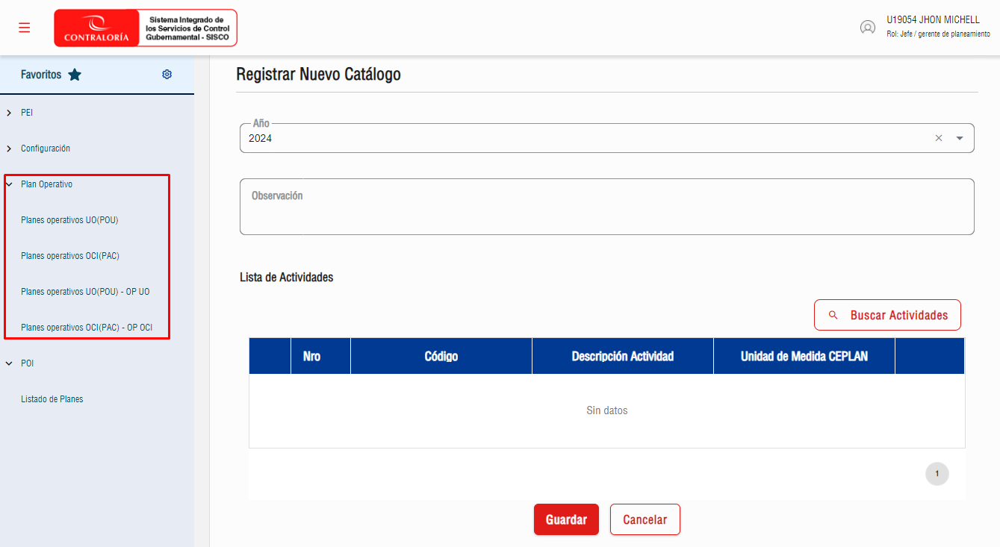 CONTRALORÍA
Sistema Integrado de
los Servicios de Control
Gubernamental - SISCO
U19054 JHON MICHELL
Rol: Jefe / gerente de planeamiento
Favoritos
PEI
Configuración
Plan Operativo
Planes operativos UO(POU)
Planes operativos OCI(PAC)
Planes operativos UO(POU) - OP UO
Planes operativos OCI(PAC) - OP OCI
POI
Listado de Planes
Registrar Nuevo Catálogo
Año
2024
Observación
Lista de Actividades
Buscar Actividades
Nro Código Descripción Actividad Unidad de Medida CEPLAN
Sin datos
1
Guardar Cancelar